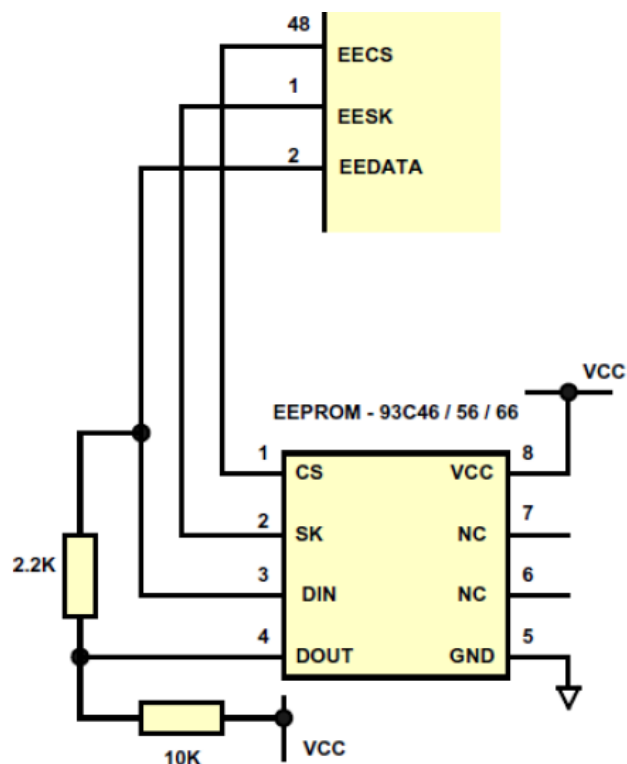 48
EECS
1
EESK
2
EEDATA
VCC
EEPROM - 93C46 / 56 / 66
1
CS
VCC
8
2
SK
NC
7
2.2K
3
DIN
NC
6
4
DOUT
GND
5
10K
VCC